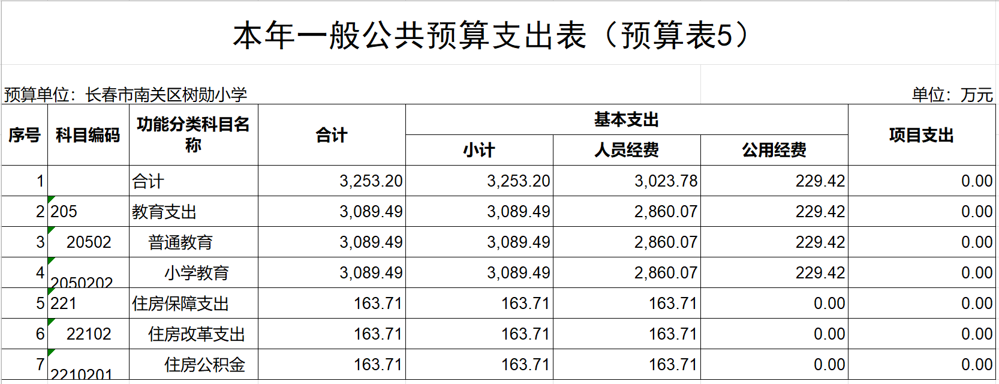 本年一般公共预算支出表（预算表5）
预算单位：长春市南关区树勋小学 单位：万元
序号 科目编码 功能分类科目名称 合计 基本支出 项目支出
小计 人员经费 公用经费
1 合计 3,253.20 3,253.20 3,023.78 229.42 0.00
2 205 教育支出 3,089.49 3,089.49 2,860.07 229.42 0.00
3 20502 普通教育 3,089.49 3,089.49 2,860.07 229.42 0.00
4 2050202 小学教育 3,089.49 3,089.49 2,860.07 229.42 0.00
5 221 住房保障支出 163.71 163.71 163.71 0.00 0.00
6 22102 住房改革支出 163.71 163.71 163.71 0.00 0.00
7 2210201 住房公积金 163.71 163.71 163.71 0.00 0.00